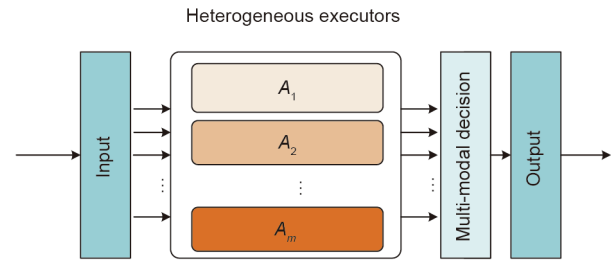 Heterogeneous executors
Input
A1
A2
Am
Multi-modal decision
Output